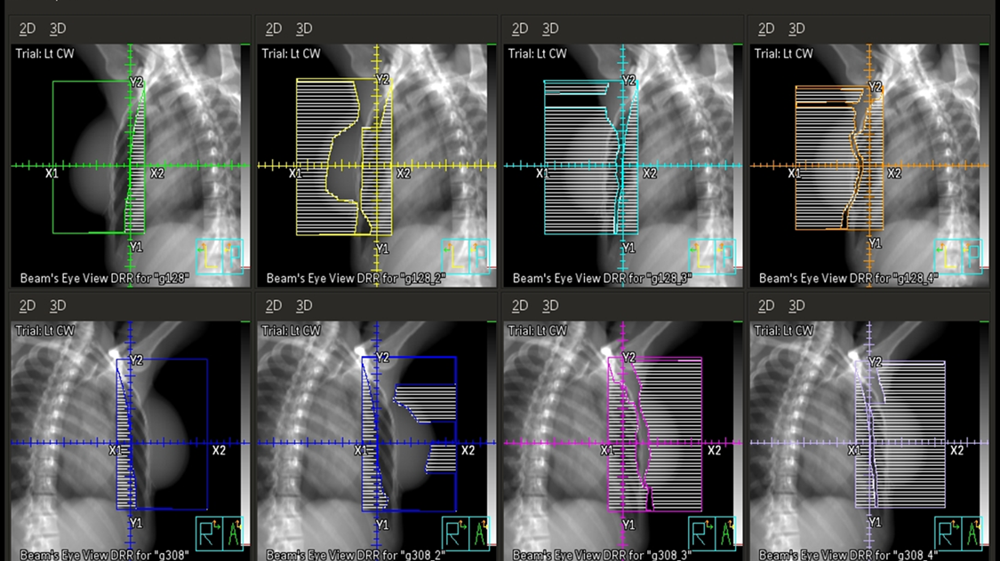 2D 3D 2D 3D 2D 3D 2D 3D
Trial: Lt CW Trial: Lt CW Trial: Lt CW Trial: Lt CW
Y2 Y2 Y2 Y2
X1 X2 X1 X2 X1 X2 X1 X2
Y1 Y1 Y1 Y1
Beam's Eye View DRR for "g128" Beam's Eye View DRR for "g128_2" Beam's Eye View DRR for "g128_3" Beam's Eye View DRR for "g128_4"
2D 3D 2D 3D 2D 3D 2D 3D
Trial: Lt CW Trial: Lt CW Trial: Lt CW Trial: Lt CW
Y2 Y2 Y2 Y2
X1 X2 X1 X2 X1 X2 X1 X2
Y1 Y1 Y1 Y1
R A R A R A R A
Beam's Eye View DRR for "g308" Beam's Eye View DRR for "g308_2" Beam's Eye View DRR for "g308_3" Beam's Eye View DRR for "g308_4"